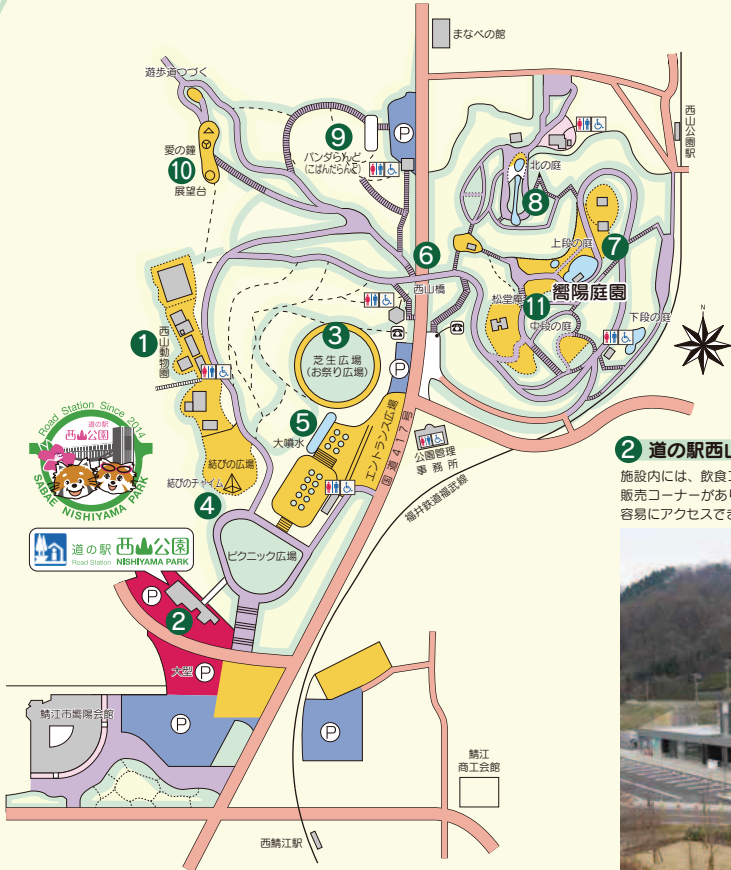 まなべの館
遊歩道つづく
西山公園駅
9
パンダらんど
(こぱんだらんど)
P
愛の鐘
10
展望台
北の庭
8
上段の庭
7
6
西山橋
嚮陽庭園
松堂庵
11
中段の庭
下段の庭
N
1
西山動物園
3
芝生広場
(お祭り広場)
P
5
大噴水
エントランス広場
国道417号
公園管理
事務所
福井鉄道福武線
結びの広場
結びのチャイム
4
ピクニック広場
Road Station Since 2014
道の駅
西山公園
SABAE NISHIYAMA PARK
道の駅 西山公園
Road Station NISHIYAMA PARK
P
2
大型 P
鯖江市嚮陽会館
P
P
鯖江
商工会館
西鯖江駅
2 道の駅西山
施設内には、飲食コ
販売コーナーがあり
容易にアクセスでき